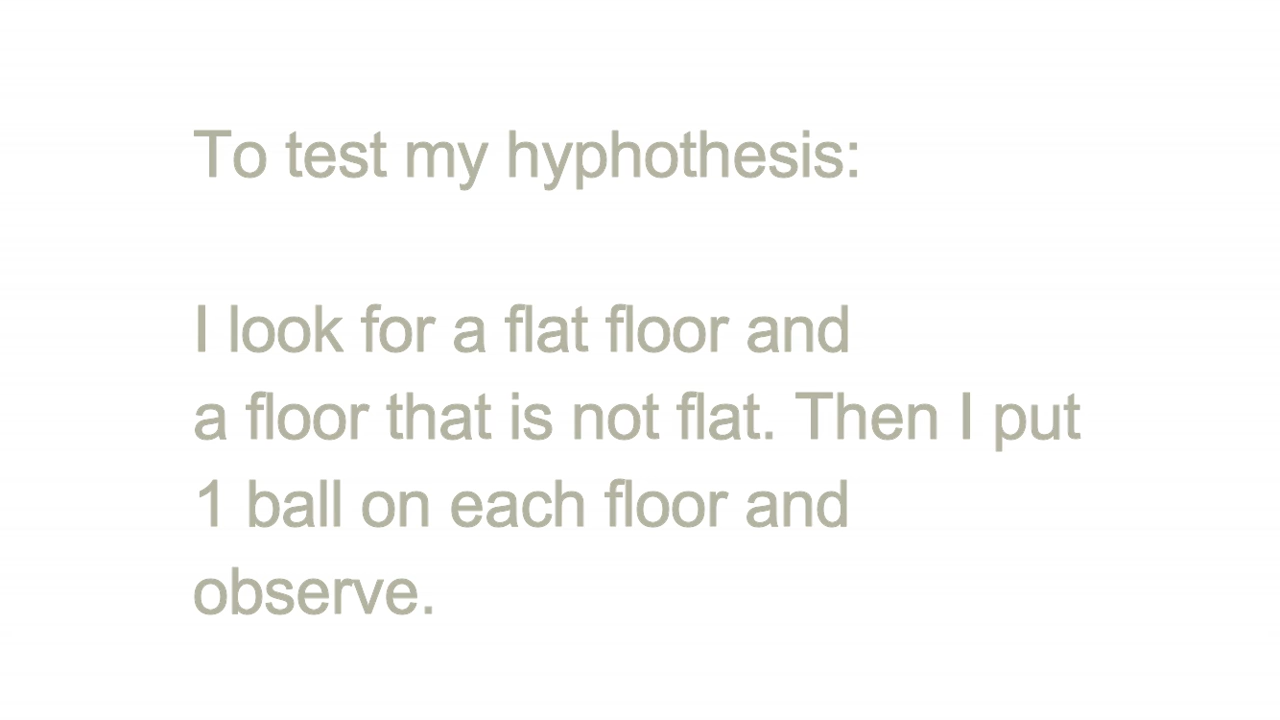 To test my hyphothesis:
I look for a flat floor and
a floor that is not flat. Then I put
1 ball on each floor and
observe.